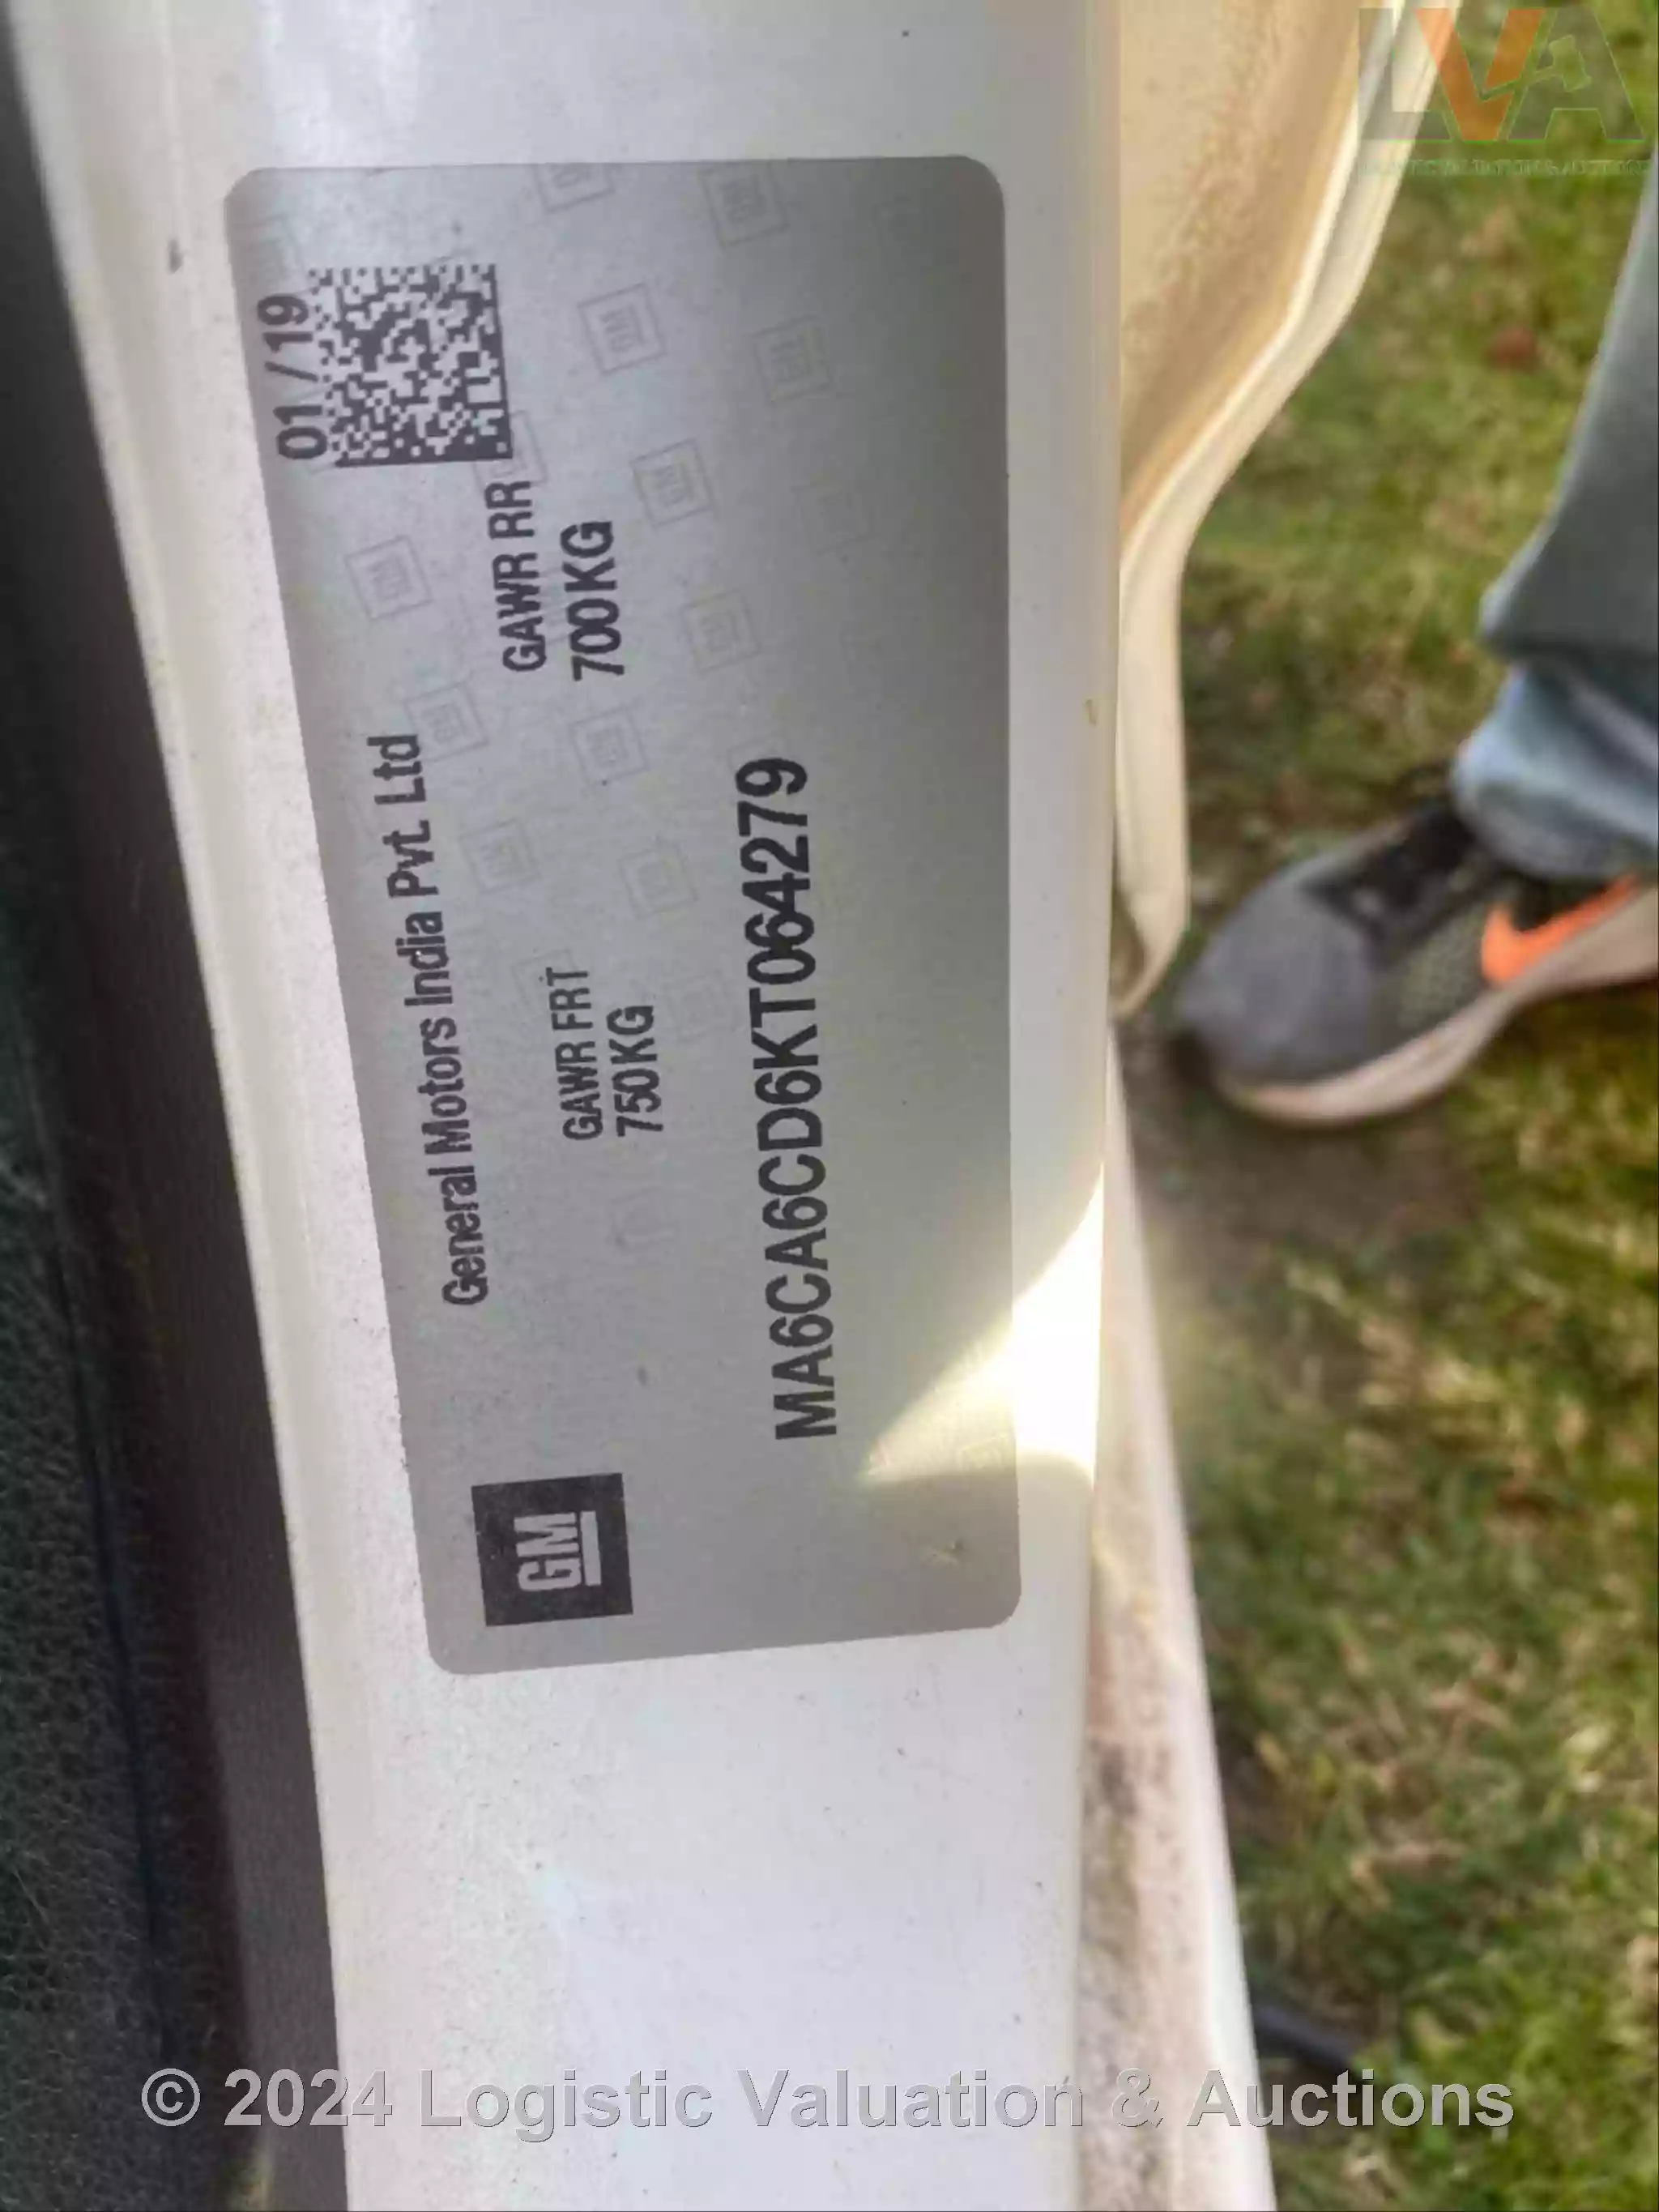 01/19
General Motors India Pvt. Ltd
GAWR FRT GAWR RR
750KG 700KG
MA6CA6CD6KT064279
GM
LVA
© 2024 Logistic Valuation & Auctions